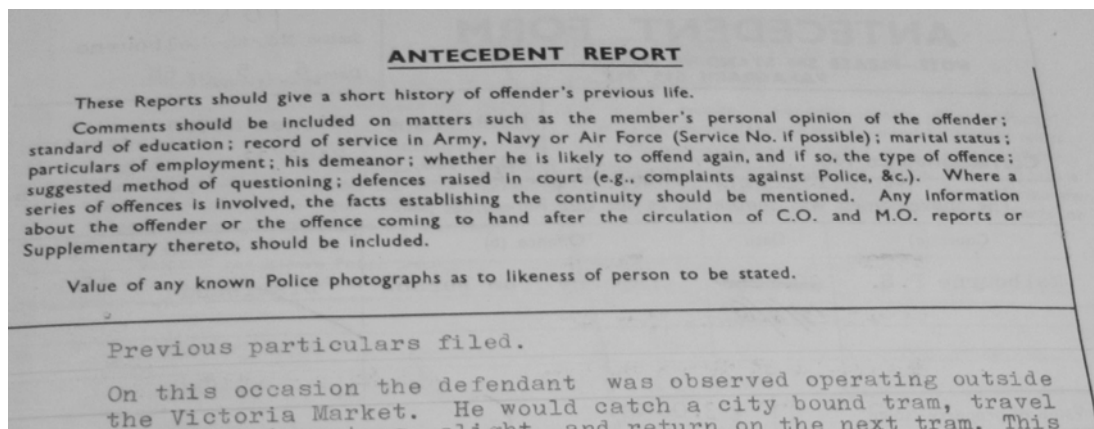 ANTECEDENT REPORT
These Reports should give a short history of offender's previous life.
Comments should be included on matters such as the member's personal opinion of the offender;
standard of education; record of service in Army, Navy or Air Force (Service No. if possible); marital status;
particulars of employment; his demeanor; whether he is likely to offend again, and if so, the type of offence;
suggested method of questioning; defences raised in court (e.g., complaints against Police, &c.). Where a
series of offences is involved, the facts establishing the continuity should be mentioned. Any Information
about the offender or the offence coming to hand after the circulation of C.O. and M.O. reports or
Supplementary thereto, should be included.
Value of any known Police photographs as to likeness of person to be stated.
Previous particulars filed.
On this occasion the defendant was observed operating outside
the Victoria Market. He would catch a city bound tram, travel
and return on the next tram. This